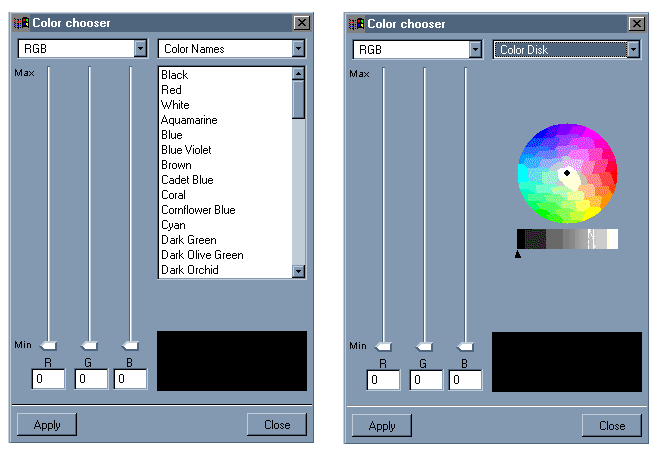 Color chooser
RGB
Color Names
Max
Black
Red
White
Aquamarine
Blue
Blue Violet
Brown
Cadet Blue
Coral
Cornflower Blue
Cyan
Dark Green
Dark Olive Green
Dark Orchid
Min
R G B
0 0 0
Apply Close
Color chooser
RGB
Color Disk
Max
Min
R G B
0 0 0
Apply Close